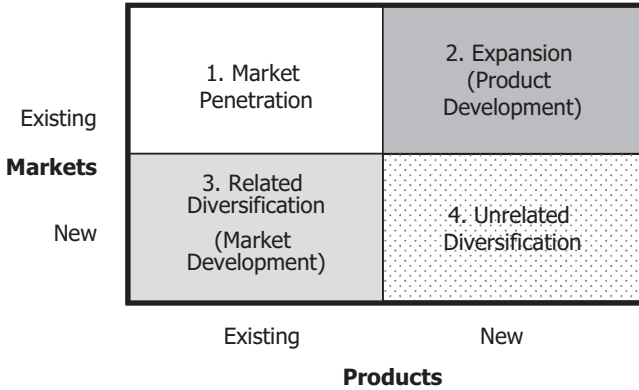 1. Market
Penetration
2. Expansion
(Product
Development)
Existing
Markets
New
3. Related
Diversification
(Market
Development)
4. Unrelated
Diversification
Existing
New
Products